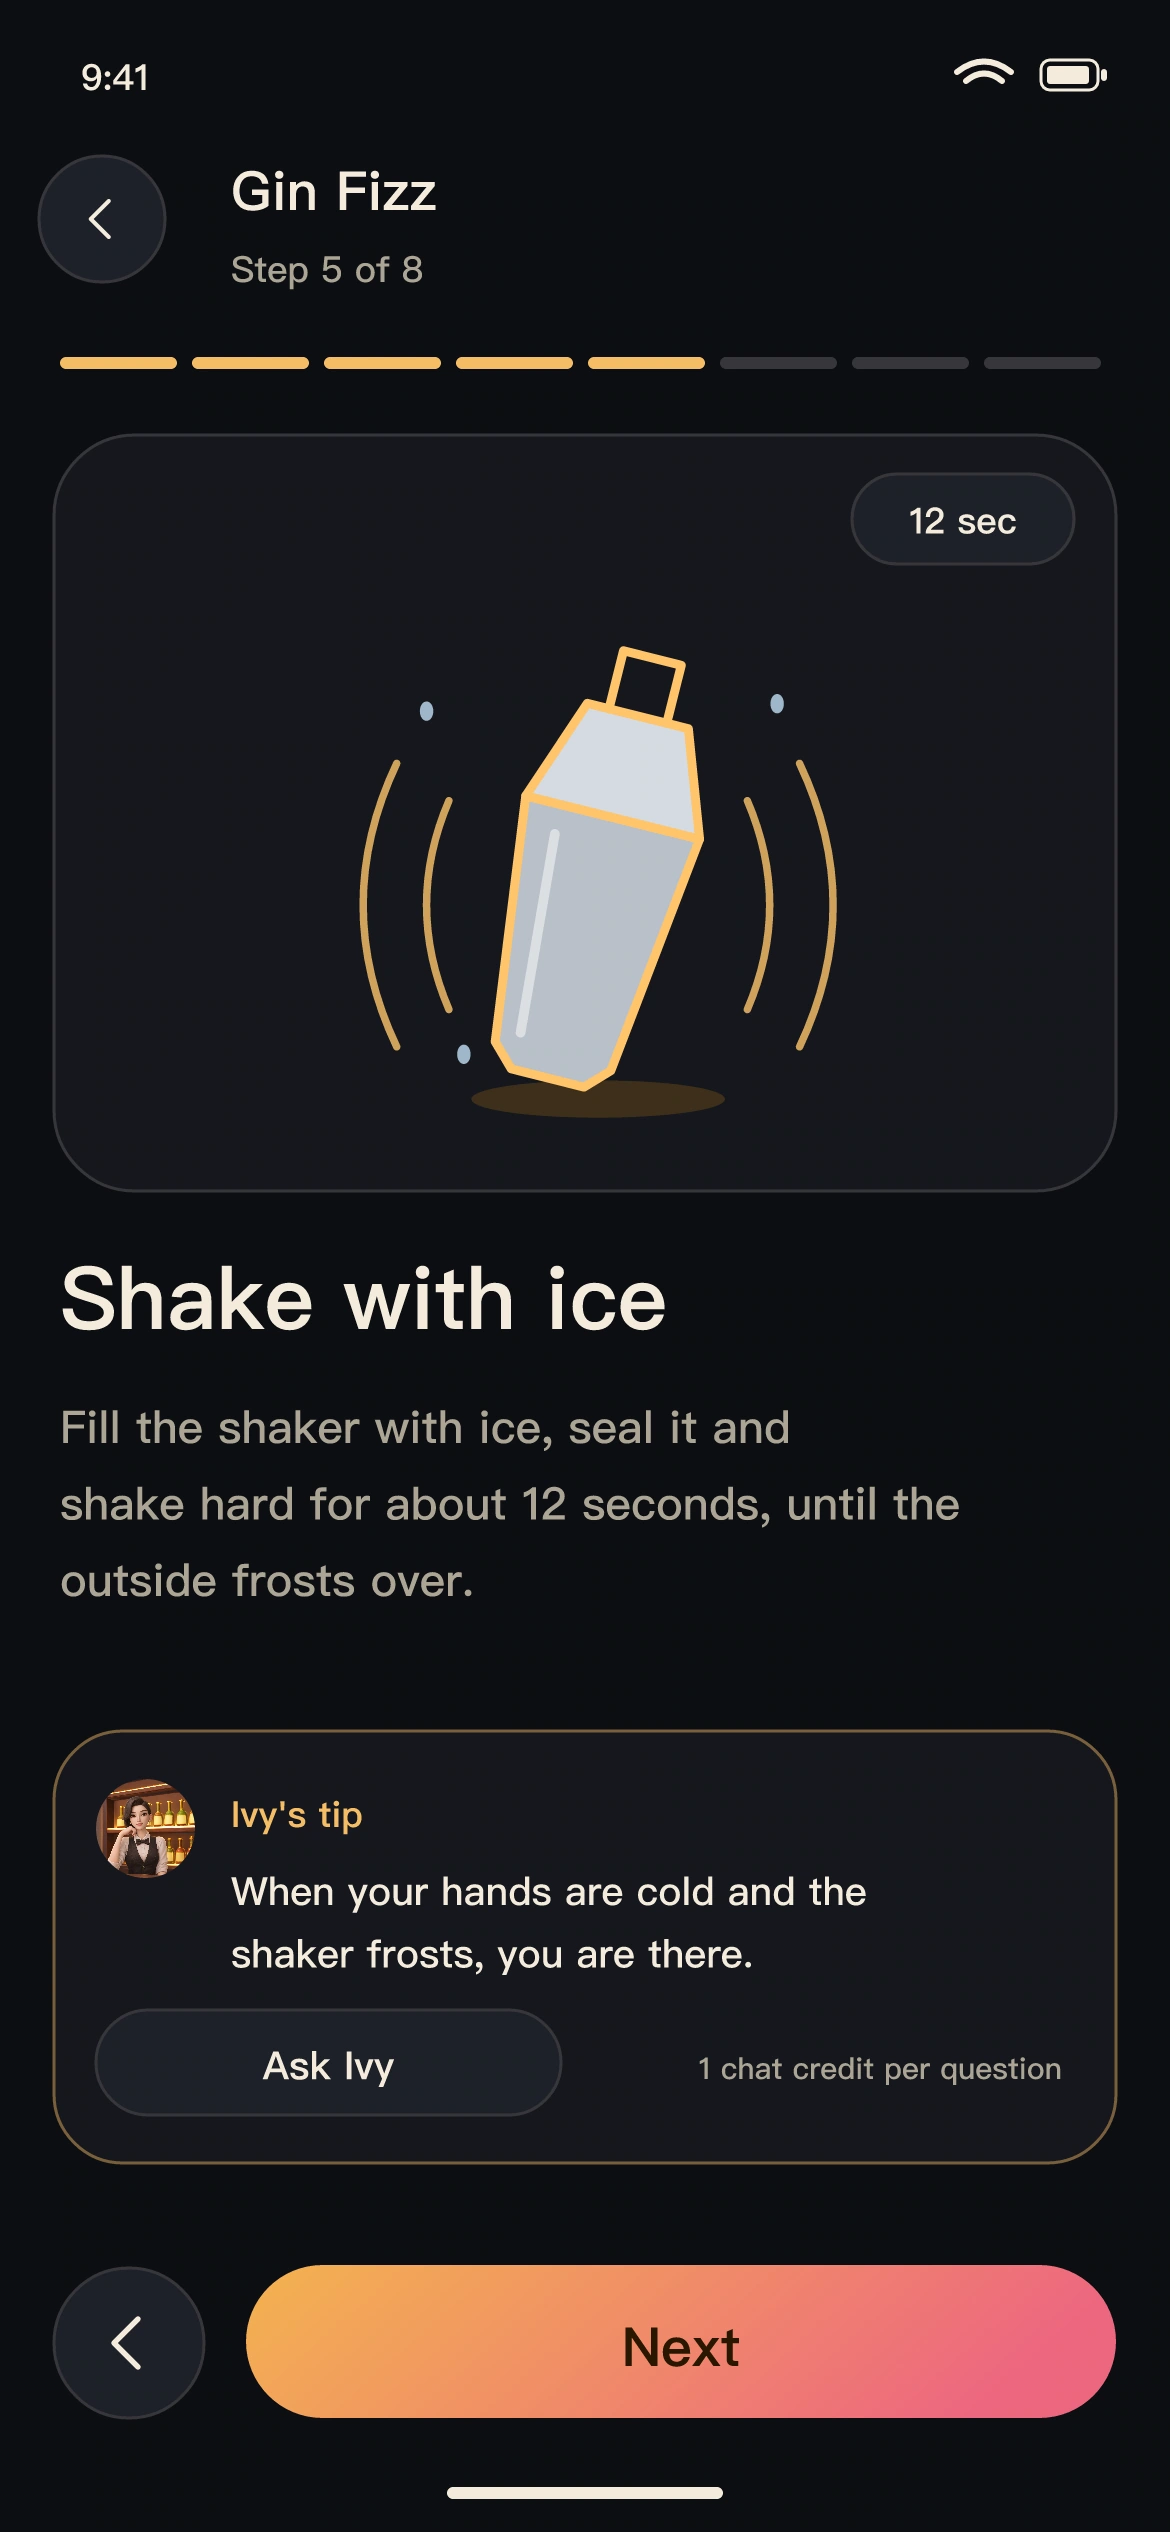 9:41
Gin Fizz
Step 5 of 8
12 sec
Shake with ice
Fill the shaker with ice, seal it and
shake hard for about 12 seconds, until the
outside frosts over.
Ivy's tip
When your hands are cold and the
shaker frosts, you are there.
Ask Ivy
1 chat credit per question
Next